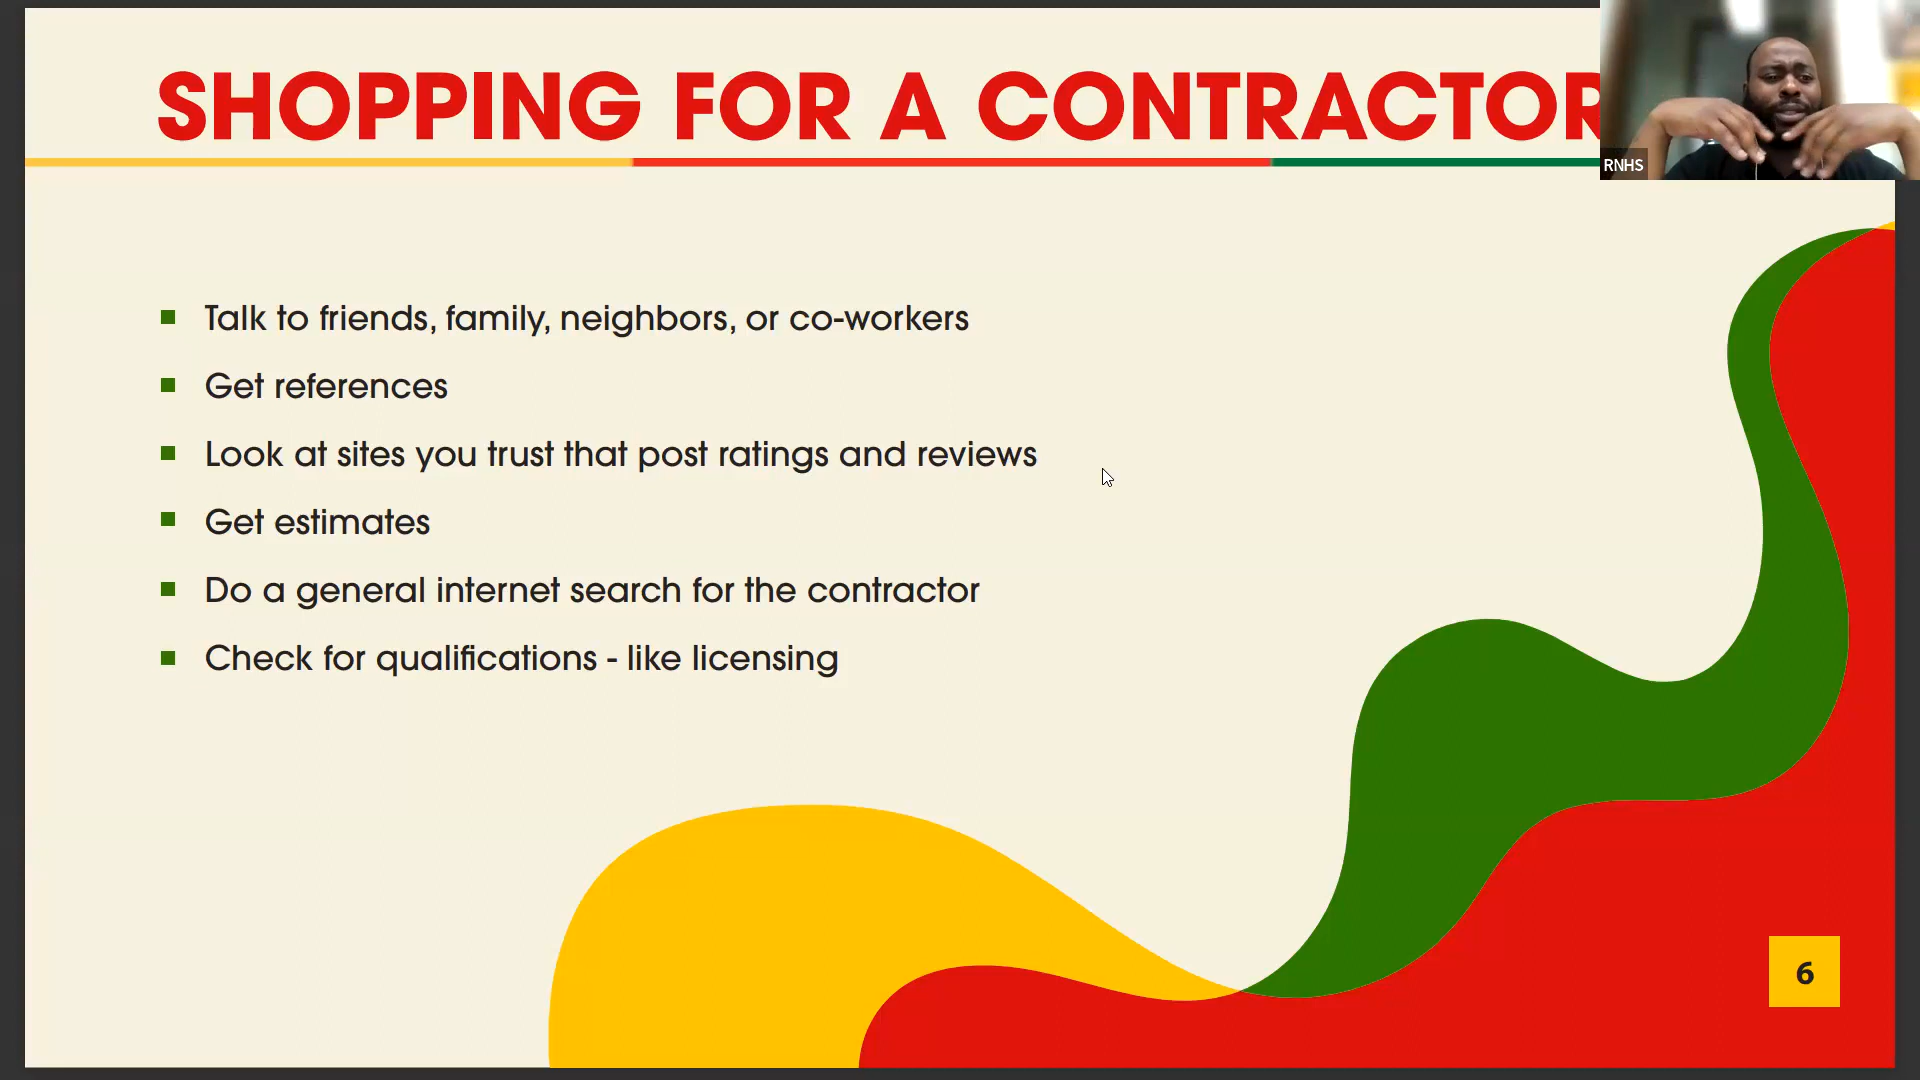 SHOPPING FOR A CONTRACTOR
RNHS
Talk to friends, family, neighbors, or co-workers
Get references
Look at sites you trust that post ratings and reviews
Get estimates
Do a general internet search for the contractor
Check for qualifications - like licensing
6